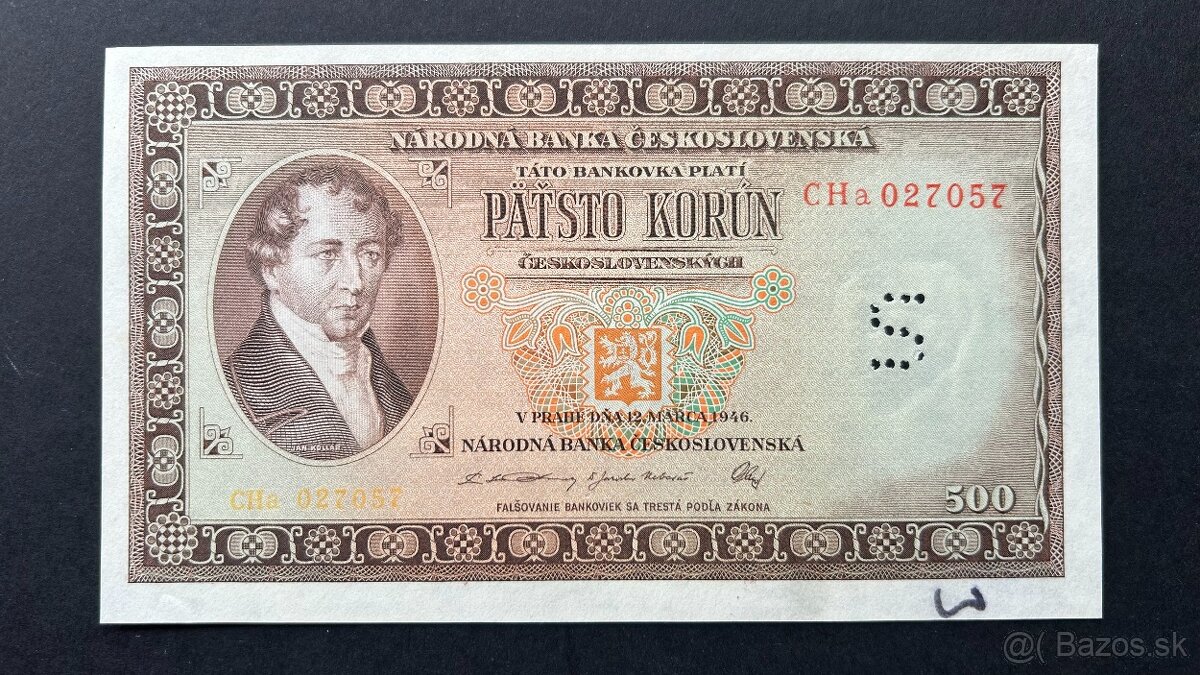 NÁRODNÁ BANKA ČESKOSLOVENSKÁ
TÁTO BANKOVKA PLATÍ
PÄŤSTO KORÚN
ČESKOSLOVENSKÝCH
CHa 027057
S
V PRAHE DŇA 12. MARCA 1946.
NÁRODNÁ BANKA ČESKOSLOVENSKÁ
JÁN KOLLÁR
CHa 027057
FALŠOVANIE BANKOVIEK SA TRESTÁ PODĽA ZÁKONA
500
@( Bazos.sk